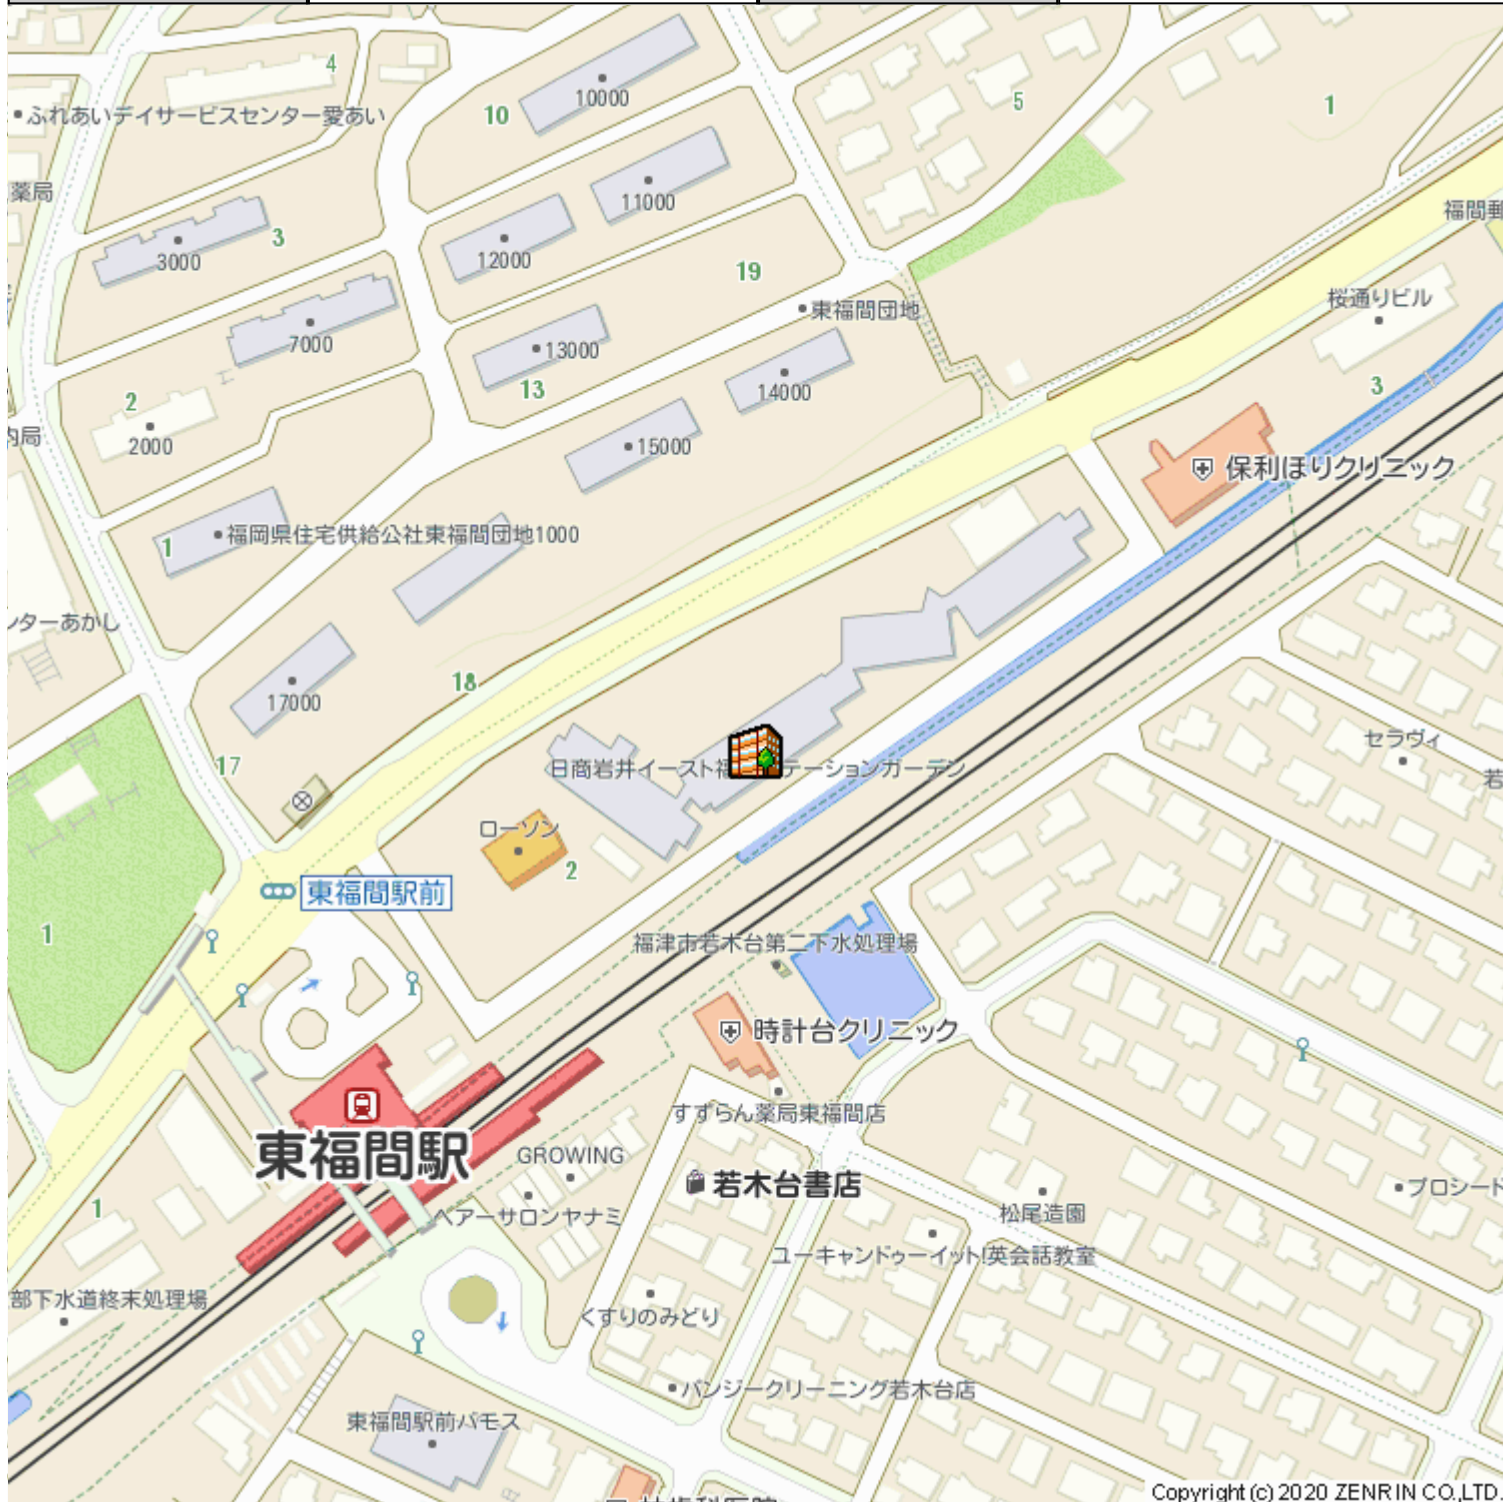 4
10000
10
5
1
ふれあいデイサービスセンター愛あい
薬局
11000
3
3000
12000
19
福間郵
7000
東福間団地
桜通りビル
13000
2
13
14000
3
2000
内局
15000
保利ほりクリニック
1
福岡県住宅供給公社東福間団地1000
ンターあかし
18
17000
17
セラヴィ
若
日商岩井イースト福
テーションガーデン
ローソン
2
東福間駅前
1
福津市若木台第二下水処理場
時計台クリニック
すずらん薬局東福間店
東福間駅
GROWING
若木台書店
プロシード
1
ヘアーサロンヤナミ
松尾造園
ユーキャンドゥーイット!英会話教室
部下水道終末処理場
くすりのみどり
パンジークリーニング若木台店
東福間駅前パモス
Copyright (c) 2020 ZENRIN CO.,LTD.